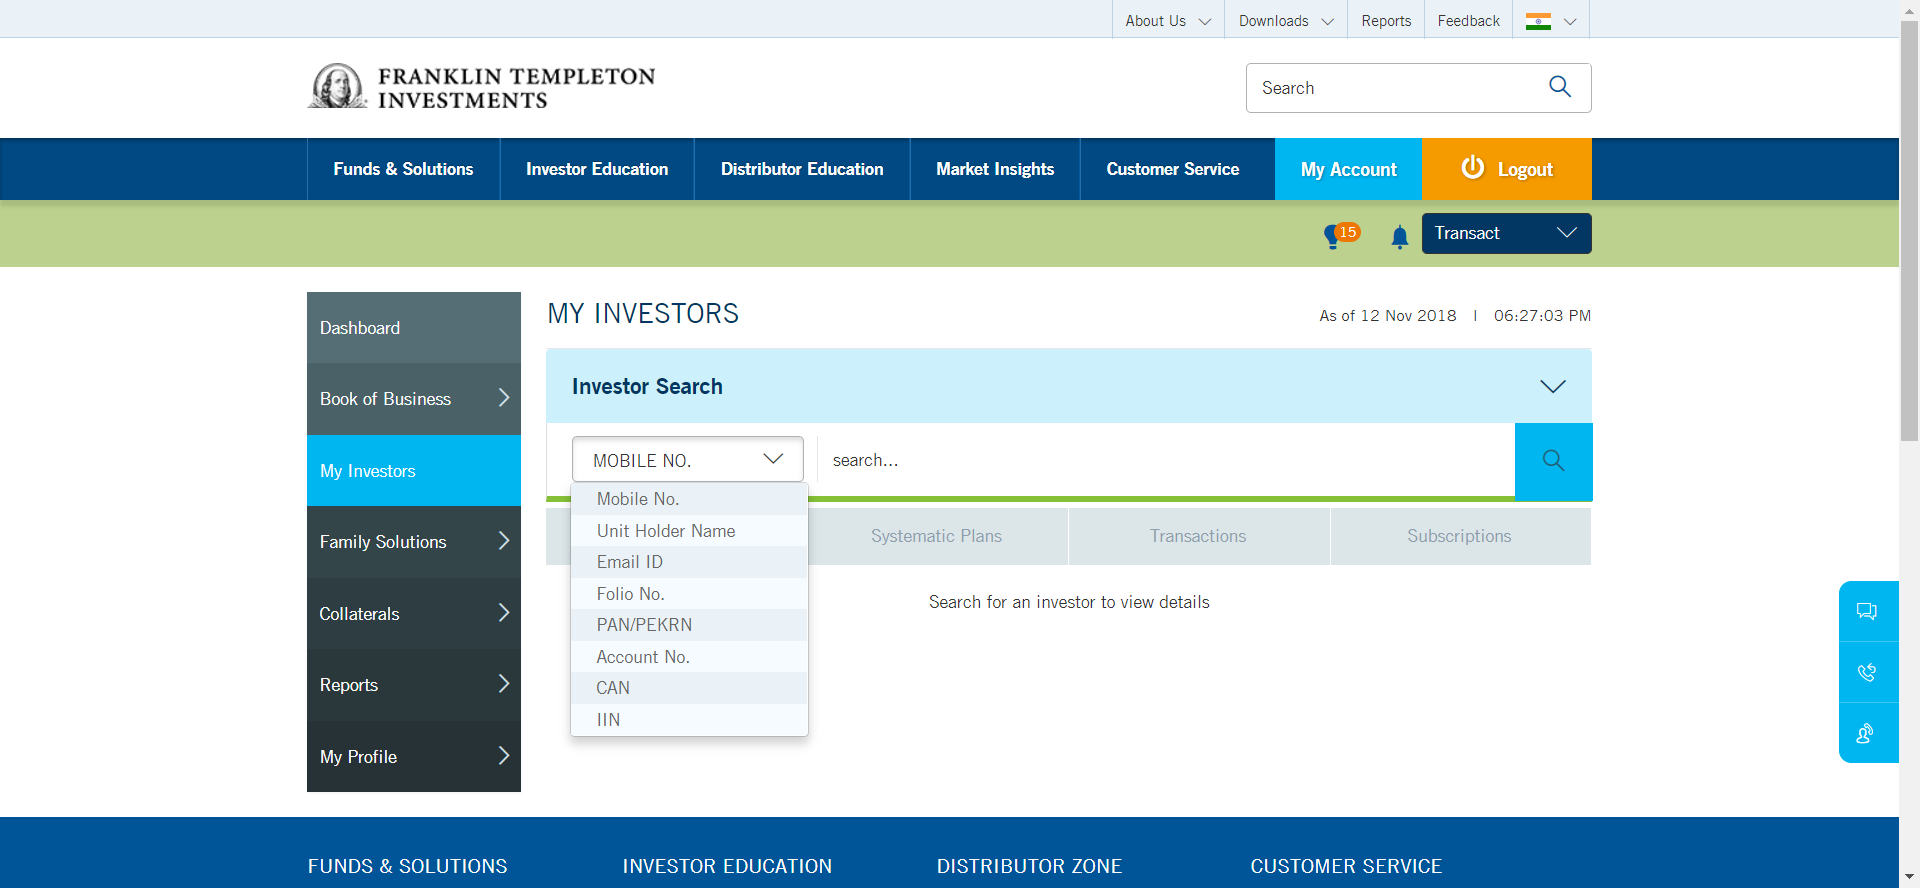 About Us
Downloads
Reports
Feedback
FRANKLIN TEMPLETON
INVESTMENTS
Search
Funds & Solutions
Investor Education
Distributor Education
Market Insights
Customer Service
My Account
Logout
15
Transact
Dashboard
Book of Business
My Investors
Family Solutions
Collaterals
Reports
My Profile
MY INVESTORS
As of 12 Nov 2018 | 06:27:03 PM
Investor Search
MOBILE NO.
search...
Mobile No.
Unit Holder Name
Email ID
Folio No.
PAN/PEKRN
Account No.
CAN
IIN
Systematic Plans
Transactions
Subscriptions
Search for an investor to view details
FUNDS & SOLUTIONS
INVESTOR EDUCATION
DISTRIBUTOR ZONE
CUSTOMER SERVICE